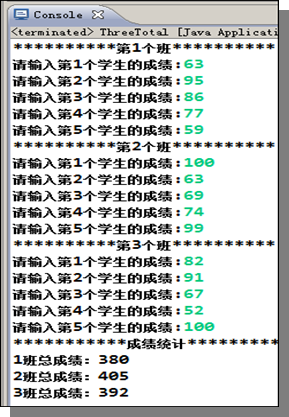 Console
<terminated> ThreeTotal [Java Applicati
**********第1个班**********
请输入第1个学生的成绩:63
请输入第2个学生的成绩:95
请输入第3个学生的成绩:86
请输入第4个学生的成绩:77
请输入第5个学生的成绩:59
**********第2个班**********
请输入第1个学生的成绩:100
请输入第2个学生的成绩:63
请输入第3个学生的成绩:69
请输入第4个学生的成绩:74
请输入第5个学生的成绩:99
**********第3个班**********
请输入第1个学生的成绩:82
请输入第2个学生的成绩:91
请输入第3个学生的成绩:67
请输入第4个学生的成绩:52
请输入第5个学生的成绩:100
***********成绩统计*********
1班总成绩: 380
2班总成绩: 405
3班总成绩: 392